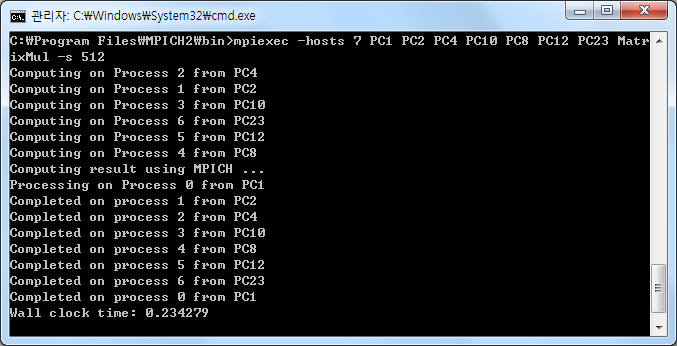 관리자: C:₩Windows₩System32₩cmd.exe
C:₩Program Files₩MPICH2₩bin>mpiexec -hosts 7 PC1 PC2 PC4 PC10 PC8 PC12 PC23 Matr
ixMul -s 512
Computing on Process 2 from PC4
Computing on Process 1 from PC2
Computing on Process 3 from PC10
Computing on Process 6 from PC23
Computing on Process 5 from PC12
Computing on Process 4 from PC8
Computing result using MPICH ...
Processing on Process 0 from PC1
Completed on process 1 from PC2
Completed on process 2 from PC4
Completed on process 3 from PC10
Completed on process 4 from PC8
Completed on process 5 from PC12
Completed on process 6 from PC23
Completed on process 0 from PC1
Wall clock time: 0.234279